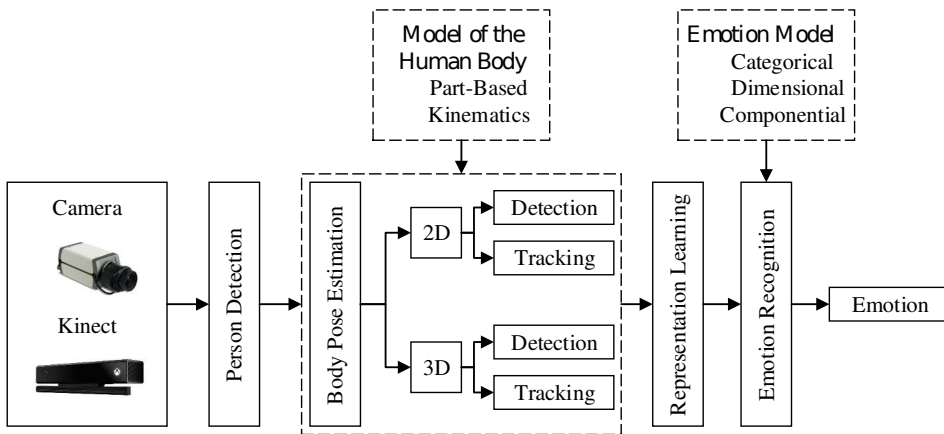 Model of the
Human Body
Part-Based
Kinematics
Emotion Model
Categorical
Dimensional
Componential
Camera
Kinect
Person Detection
Body Pose Estimation
2D
Detection
Tracking
3D
Detection
Tracking
Representation Learning
Emotion Recognition
Emotion